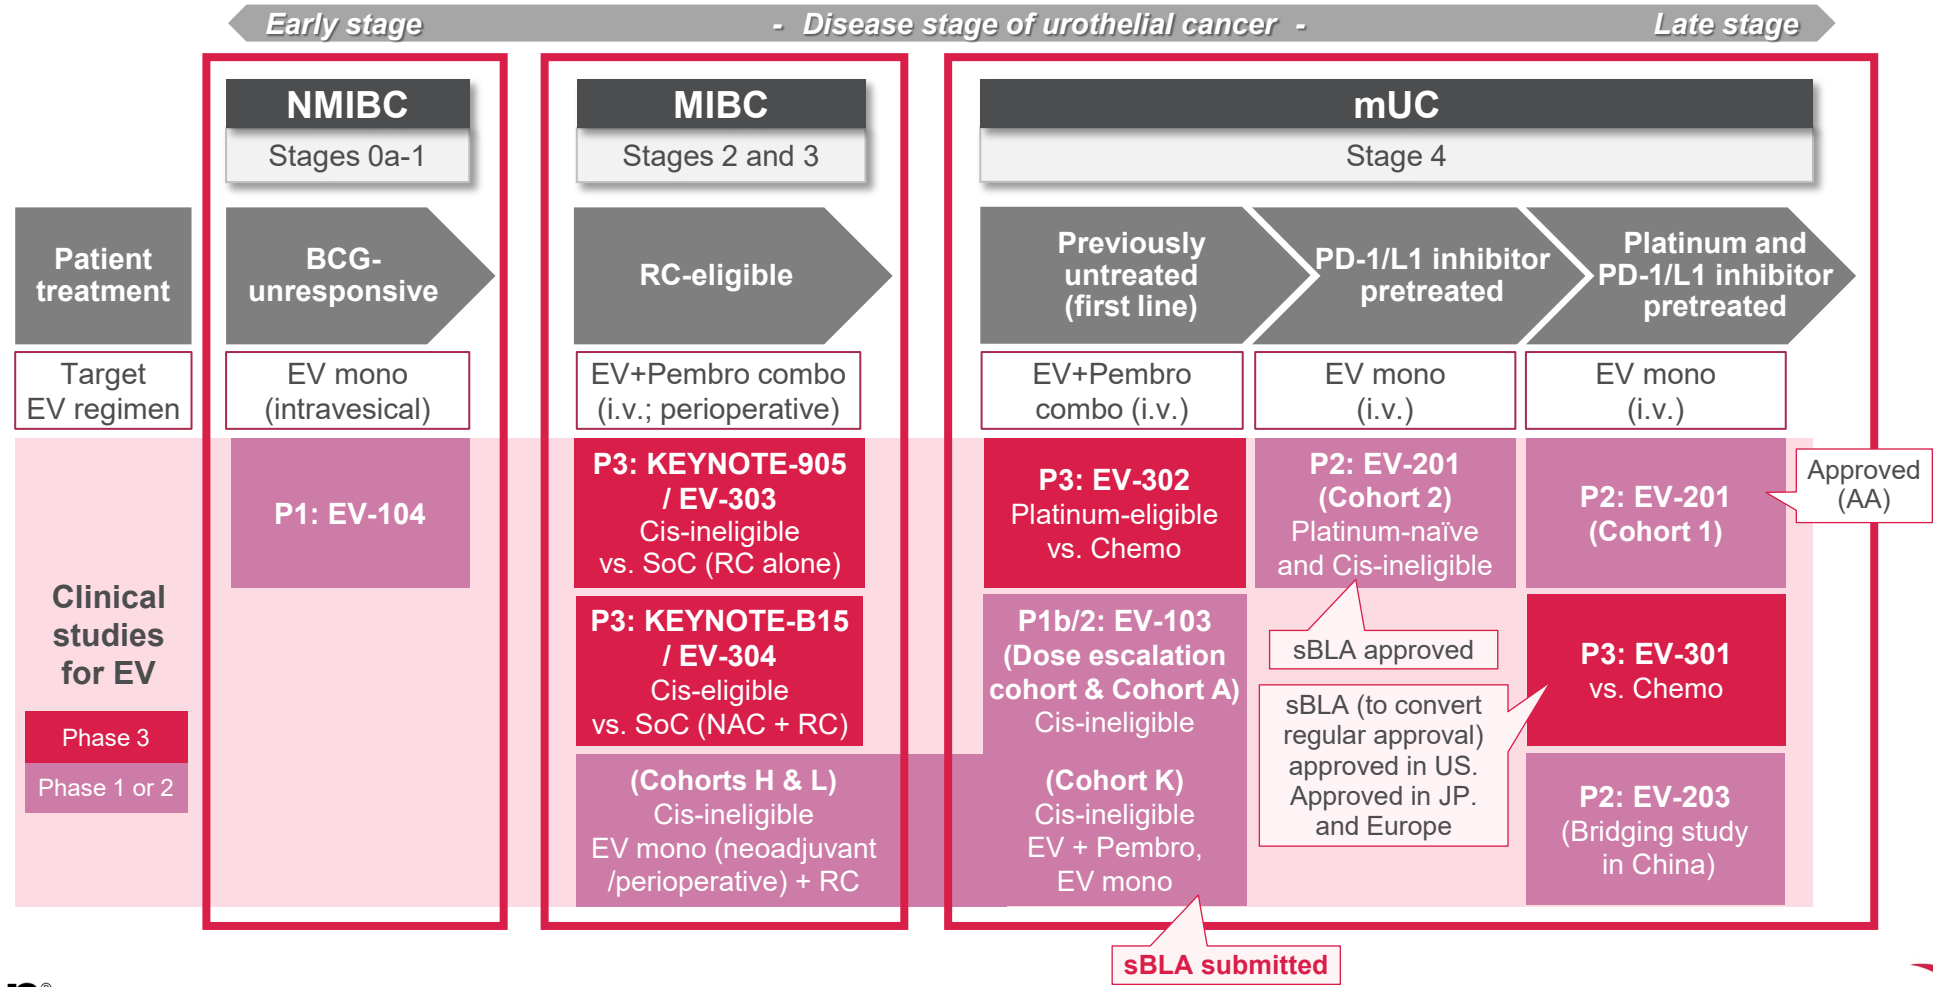 Early stage - Disease stage of urothelial cancer - Late stage
NMIBC
Stages 0a-1
MIBC
Stages 2 and 3
mUC
Stage 4
Patient
treatment
BCG-
unresponsive
RC-eligible
Previously
untreated
(first line)
PD-1/L1 inhibitor
pretreated
Platinum and
PD-1/L1 inhibitor
pretreated
Target
EV regimen
EV mono
(intravesical)
EV+Pembro combo
(i.v.; perioperative)
EV+Pembro
combo (i.v.)
EV mono
(i.v.)
EV mono
(i.v.)
Clinical
studies
for EV
Phase 3
Phase 1 or 2
P1: EV-104
P3: KEYNOTE-905
/ EV-303
Cis-ineligible
vs. SoC (RC alone)
P3: KEYNOTE-B15
/ EV-304
Cis-eligible
vs. SoC (NAC + RC)
(Cohorts H & L)
Cis-ineligible
EV mono (neoadjuvant
/perioperative) + RC
P3: EV-302
Platinum-eligible
vs. Chemo
P1b/2: EV-103
(Dose escalation
cohort & Cohort A)
Cis-ineligible
(Cohort K)
Cis-ineligible
EV + Pembro,
EV mono
sBLA submitted
P2: EV-201
(Cohort 2)
Platinum-naïve
and Cis-ineligible
sBLA approved
sBLA (to convert
regular approval)
approved in US.
Approved in JP.
and Europe
P2: EV-201
(Cohort 1)
Approved
(AA)
P3: EV-301
vs. Chemo
P2: EV-203
(Bridging study
in China)